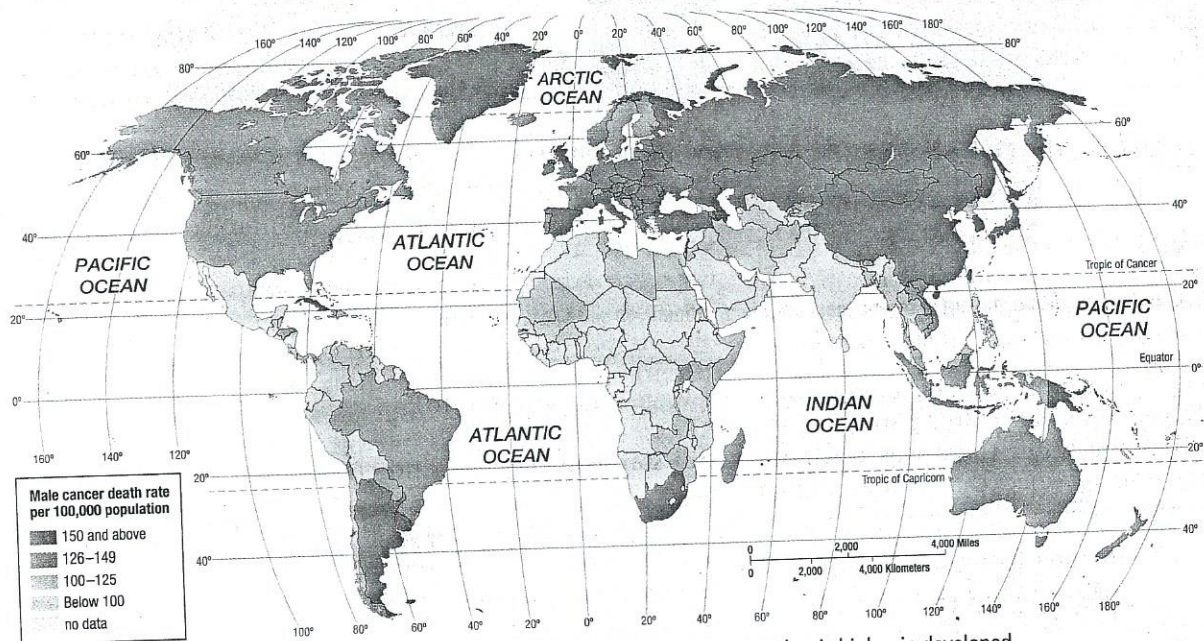 160° 140° 120° 100° 80° 60° 40° 20° 0° 20° 40° 60° 80° 100° 120° 140° 160° 180°
80° 80°
ARCTIC
OCEAN
60° 60°
40° 40°
ATLANTIC
OCEAN
PACIFIC
OCEAN
Tropic of Cancer
20° 20°
PACIFIC
OCEAN
Equator
0° 0°
INDIAN
OCEAN
ATLANTIC
OCEAN
160° 140° 120°
20° 20°
Tropic of Capricorn
40° 40°
Male cancer death rate
per 100,000 population
150 and above
126–149
100–125
Below 100
no data
0 2,000 4,000 Miles
0 2,000 4,000 Kilometers
100° 80° 60° 40° 20° 0° 20° 40° 60° 80° 100° 120° 140° 160° 180°
higher in developed